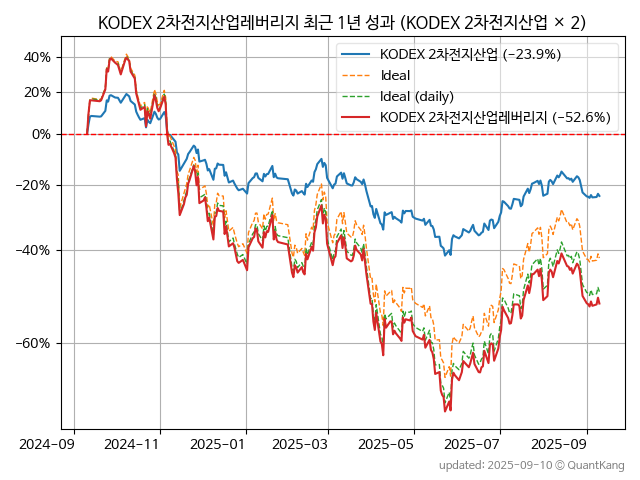 KODEX 2차전지산업레버리지 최근 1년 성과 (KODEX 2차전지산업 × 2)
KODEX 2차전지산업 (−23.9%)
Ideal
Ideal (daily)
KODEX 2차전지산업레버리지 (−52.6%)
40%
20%
0%
−20%
−40%
−60%
2024-09 2024-11 2025-01 2025-03 2025-05 2025-07 2025-09
updated: 2025-09-10 © QuantKang